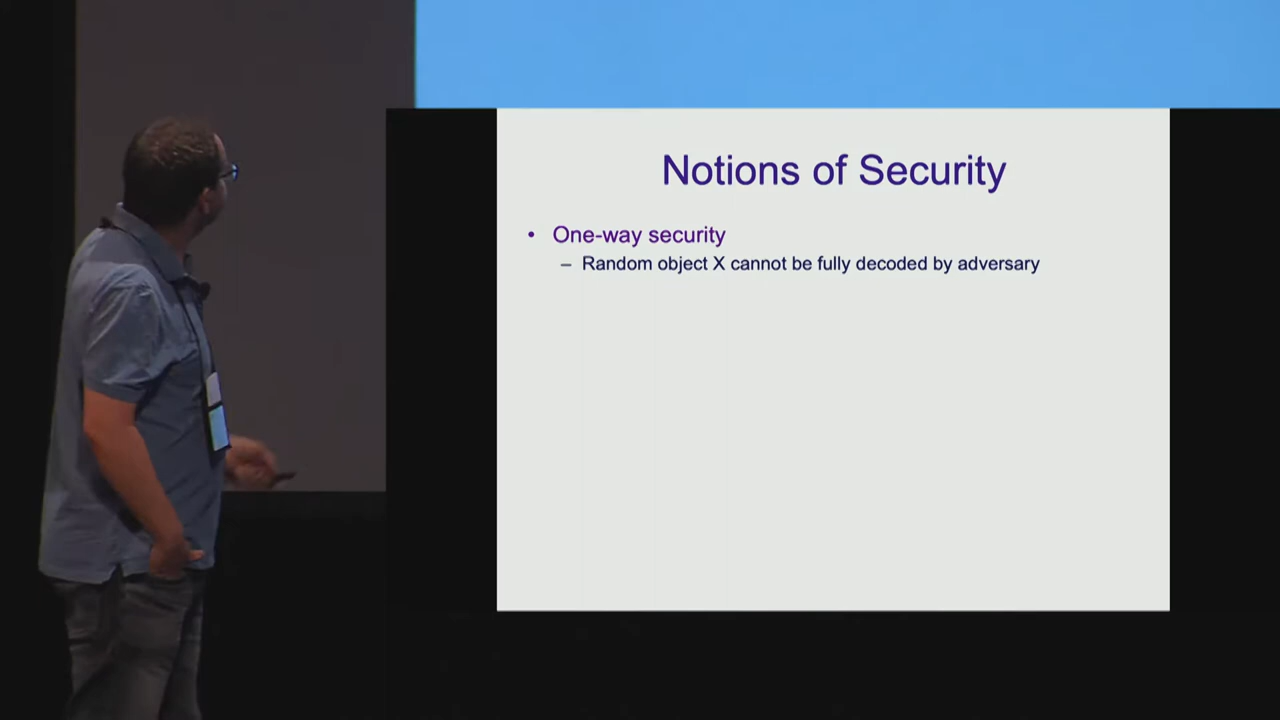 Notions of Security
• One-way security
– Random object X cannot be fully decoded by adversary